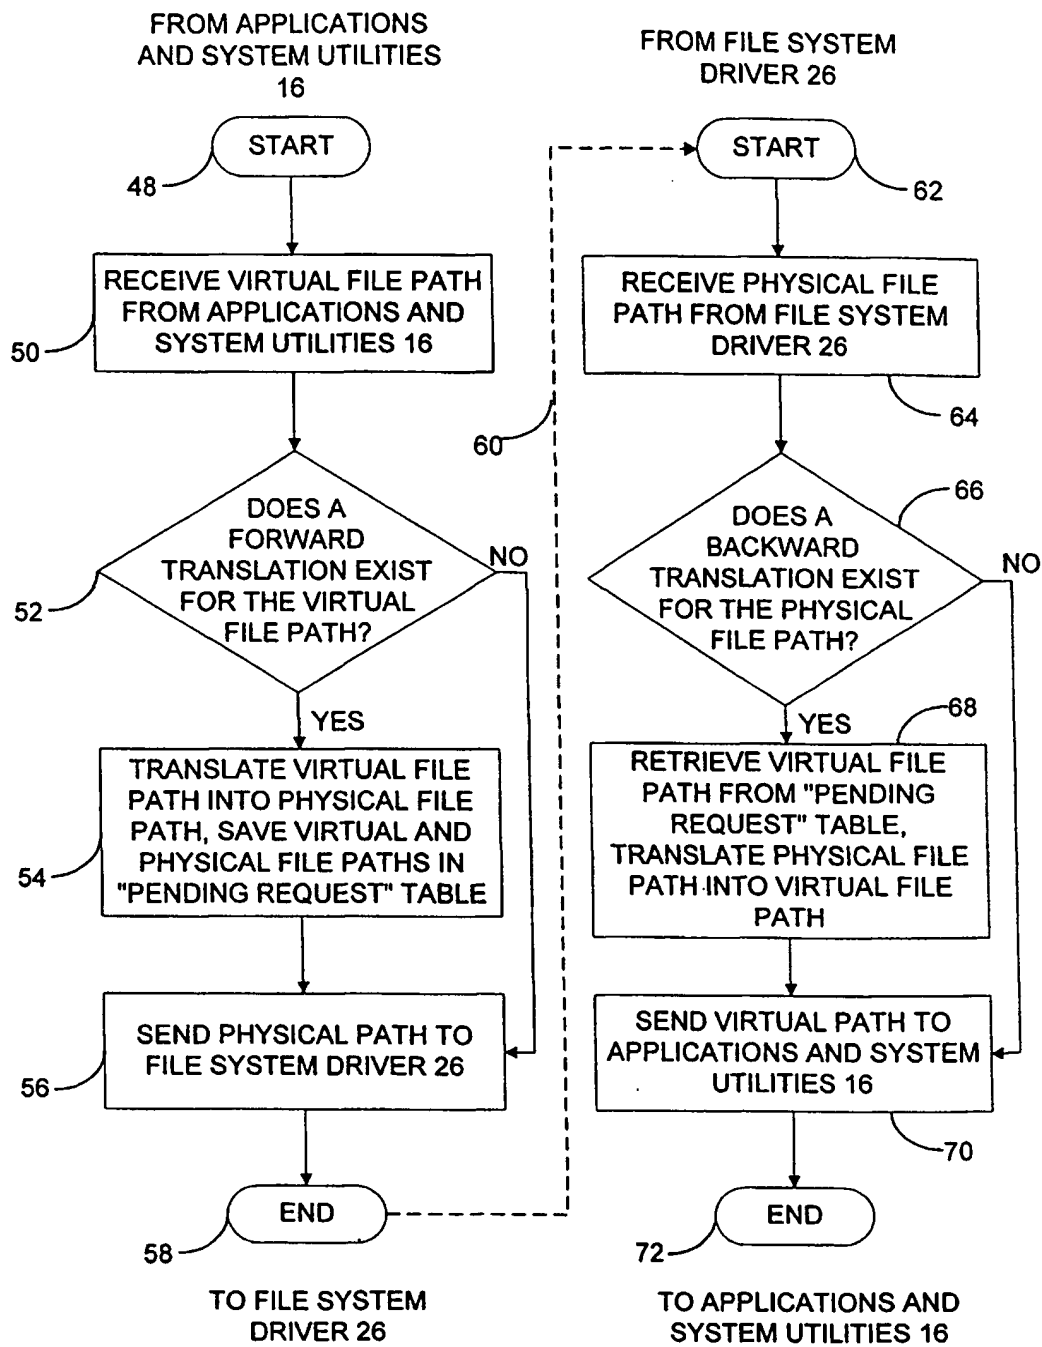 FROM APPLICATIONS
AND SYSTEM UTILITIES
16
START
48
RECEIVE VIRTUAL FILE PATH
FROM APPLICATIONS AND
SYSTEM UTILITIES 16
50
DOES A
FORWARD
TRANSLATION EXIST
FOR THE VIRTUAL
FILE PATH?
52
NO
YES
TRANSLATE VIRTUAL FILE
PATH INTO PHYSICAL FILE
PATH, SAVE VIRTUAL AND
PHYSICAL FILE PATHS IN
"PENDING REQUEST" TABLE
54
SEND PHYSICAL PATH TO
FILE SYSTEM DRIVER 26
56
END
58
TO FILE SYSTEM
DRIVER 26
60
FROM FILE SYSTEM
DRIVER 26
START
62
RECEIVE PHYSICAL FILE
PATH FROM FILE SYSTEM
DRIVER 26
64
66
DOES A
BACKWARD
TRANSLATION EXIST
FOR THE PHYSICAL
FILE PATH?
NO
YES
68
RETRIEVE VIRTUAL FILE
PATH FROM "PENDING
REQUEST" TABLE,
TRANSLATE PHYSICAL FILE
PATH INTO VIRTUAL FILE
PATH
SEND VIRTUAL PATH TO
APPLICATIONS AND SYSTEM
UTILITIES 16
70
END
72
TO APPLICATIONS AND
SYSTEM UTILITIES 16